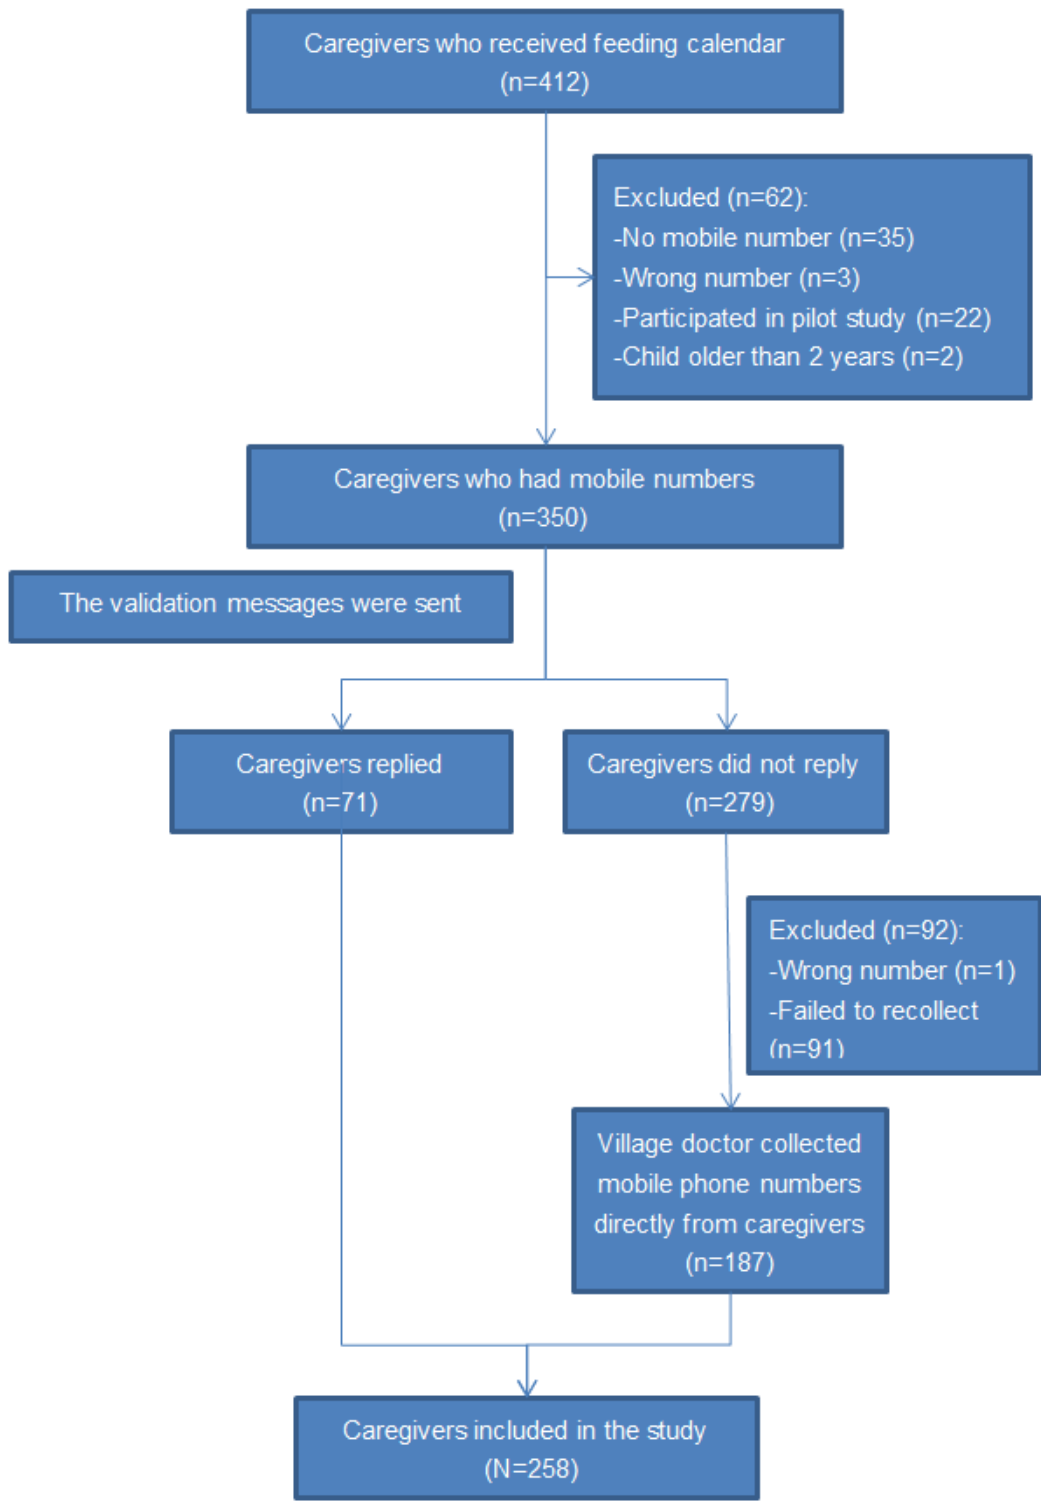 Caregivers who received feeding calendar
(n=412)
Excluded (n=62):
-No mobile number (n=35)
-Wrong number (n=3)
-Participated in pilot study (n=22)
-Child older than 2 years (n=2)
Caregivers who had mobile numbers
(n=350)
The validation messages were sent
Caregivers replied
(n=71)
Caregivers did not reply
(n=279)
Excluded (n=92):
-Wrong number (n=1)
-Failed to recollect
(n=91)
Village doctor collected
mobile phone numbers
directly from caregivers
(n=187)
Caregivers included in the study
(N=258)